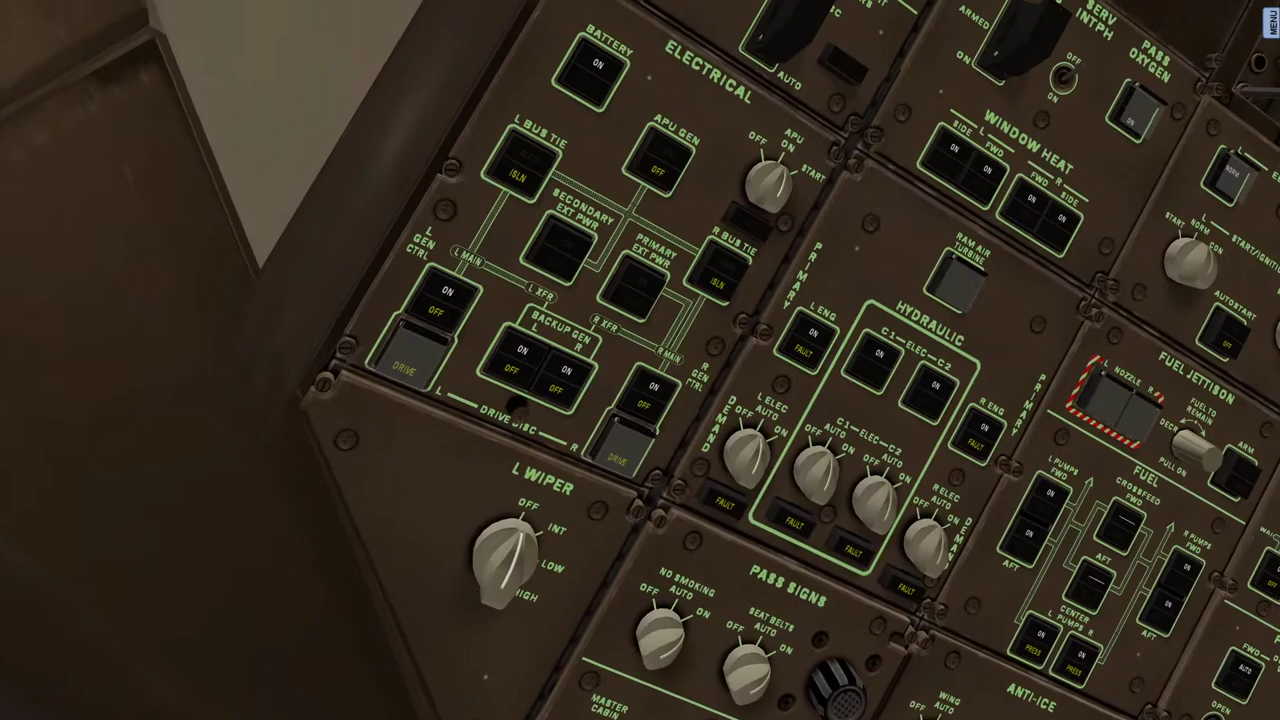 MENU
ARMED
ON
SERV
INTPH
OFF
ON
PASS
OXYGEN
ON
AUTO
BATTERY
ON
ELECTRICAL
L BUS TIE
ISLN
APU GEN
OFF
APU
OFF
ON
START
SECONDARY
EXT PWR
PRIMARY
EXT PWR
R BUS TIE
ISLN
L
GEN
CTRL
L MAIN
L XFR
R XFR
R MAIN
ON
OFF
DRIVE
BACKUP GEN
L
R
ON
OFF
ON
OFF
R
GEN
CTRL
ON
OFF
DRIVE
L
DRIVE DISC
R
WINDOW HEAT
L
SIDE
FWD
ON
ON
R
FWD
SIDE
ON
ON
RAM AIR
TURBINE
HYDRAULIC
PRIMARY
L ENG
ON
FAULT
C1-ELEC-C2
ON
ON
R ENG
ON
FAULT
PRIMARY
DEMAND
L ELEC
OFF
AUTO
ON
FAULT
C1-ELEC-C2
OFF
AUTO
ON
FAULT
OFF
AUTO
ON
FAULT
R ELEC
OFF
AUTO
ON
FAULT
DEMAND
L WIPER
OFF
INT
LOW
HIGH
PASS SIGNS
NO SMOKING
OFF
AUTO
ON
SEAT BELTS
OFF
AUTO
ON
MASTER
CABIN
ANTI-ICE
WING
OFF
AUTO
NORM
L
START/IGNITI
START
NORM
CON
AUTOSTART
ON
OFF
FUEL JETTISON
L NOZZLE R
FUEL TO
REMAIN
DECR
PULL ON
ARM
FUEL
L PUMPS
FWD
ON
ON
AFT
CROSSFEED
FWD
AFT
R PUMPS
FWD
ON
ON
AFT
CENTER
L PUMPS R
ON
PRESS
ON
PRESS
ON
OFF
FWD
AUTO
OPEN